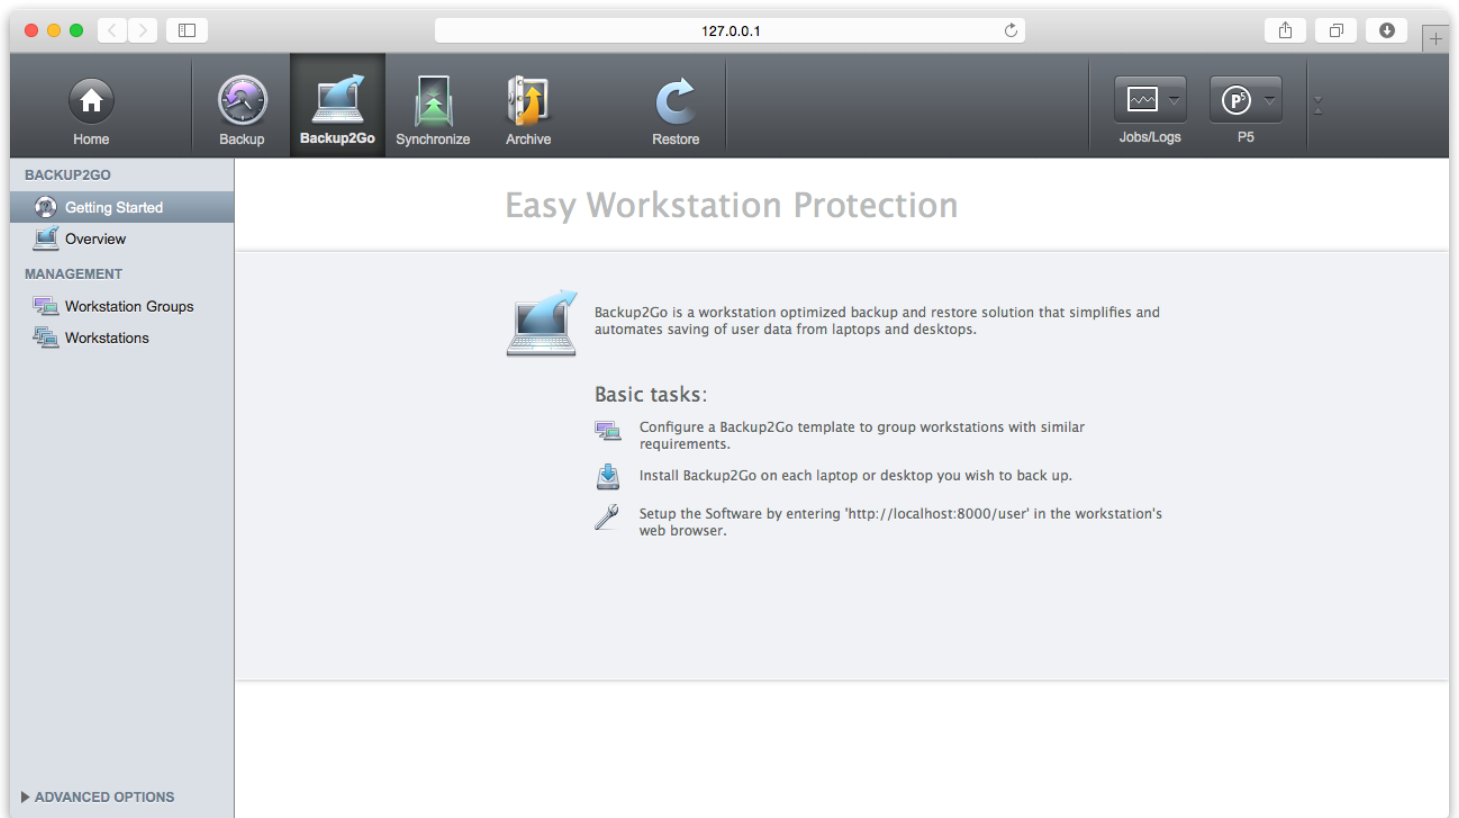 127.0.0.1
Home
Backup
Backup2Go
Synchronize
Archive
Restore
Jobs/Logs
P5
P5
BACKUP2GO
Getting Started
Overview
MANAGEMENT
Workstation Groups
Workstations
ADVANCED OPTIONS
Easy Workstation Protection
Backup2Go is a workstation optimized backup and restore solution that simplifies and
automates saving of user data from laptops and desktops.
Basic tasks:
Configure a Backup2Go template to group workstations with similar
requirements.
Install Backup2Go on each laptop or desktop you wish to back up.
Setup the Software by entering 'http://localhost:8000/user' in the workstation's
web browser.